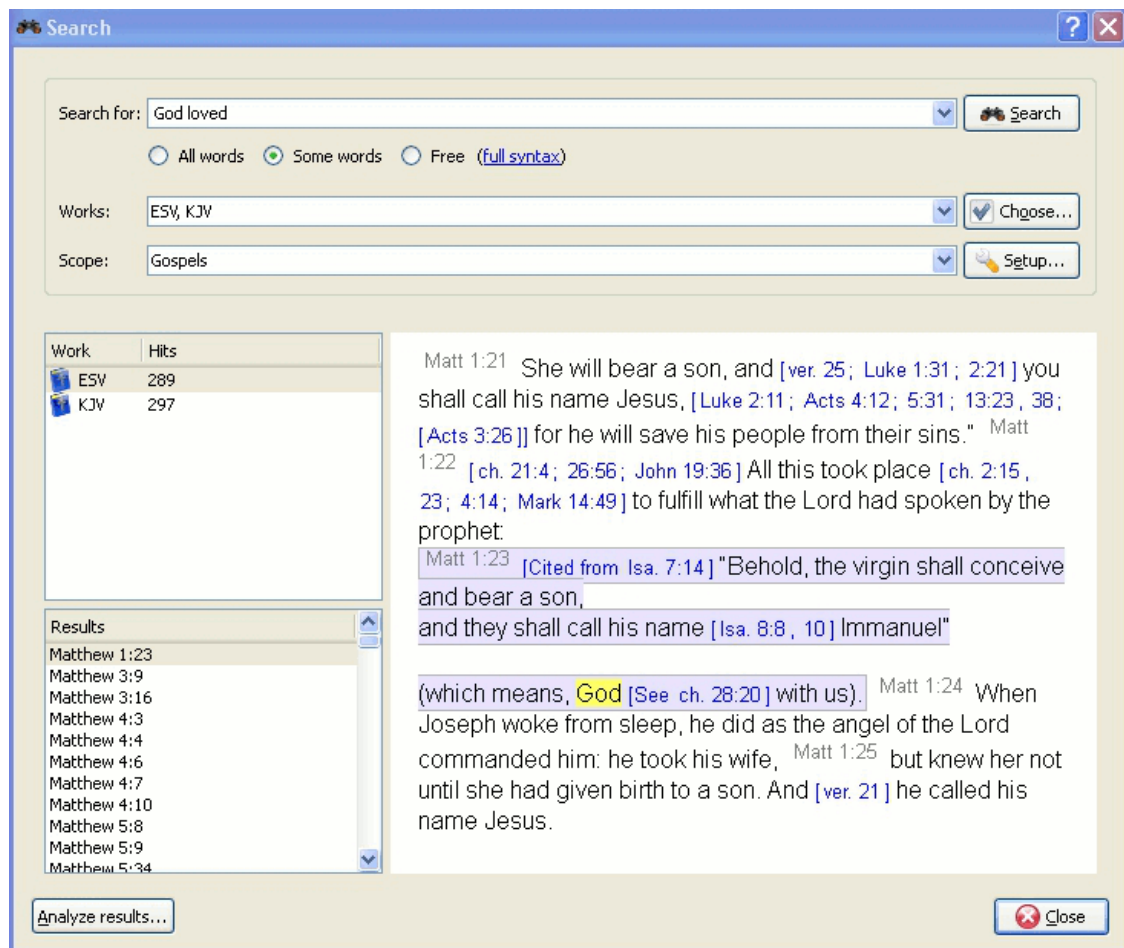 Search
Search for: God loved Search
All words Some words Free (full syntax)
Works: ESV, KJV Choose...
Scope: Gospels Setup...
Work Hits
ESV 289
KJV 297
Results
Matthew 1:23
Matthew 3:9
Matthew 3:16
Matthew 4:3
Matthew 4:4
Matthew 4:6
Matthew 4:7
Matthew 4:10
Matthew 5:8
Matthew 5:9
Matthew 5:34
Matt 1:21 She will bear a son, and [ver. 25; Luke 1:31; 2:21] you
shall call his name Jesus, [Luke 2:11; Acts 4:12; 5:31; 13:23, 38;
[Acts 3:26]] for he will save his people from their sins." Matt
1:22 [ch. 21:4; 26:56; John 19:36] All this took place [ch. 2:15,
23; 4:14; Mark 14:49] to fulfill what the Lord had spoken by the
prophet:
Matt 1:23 [Cited from Isa. 7:14] "Behold, the virgin shall conceive
and bear a son,
and they shall call his name [Isa. 8:8, 10] Immanuel"
(which means, God [See ch. 28:20] with us). Matt 1:24 When
Joseph woke from sleep, he did as the angel of the Lord
commanded him: he took his wife, Matt 1:25 but knew her not
until she had given birth to a son. And [ver. 21] he called his
name Jesus.
Analyze results... Close